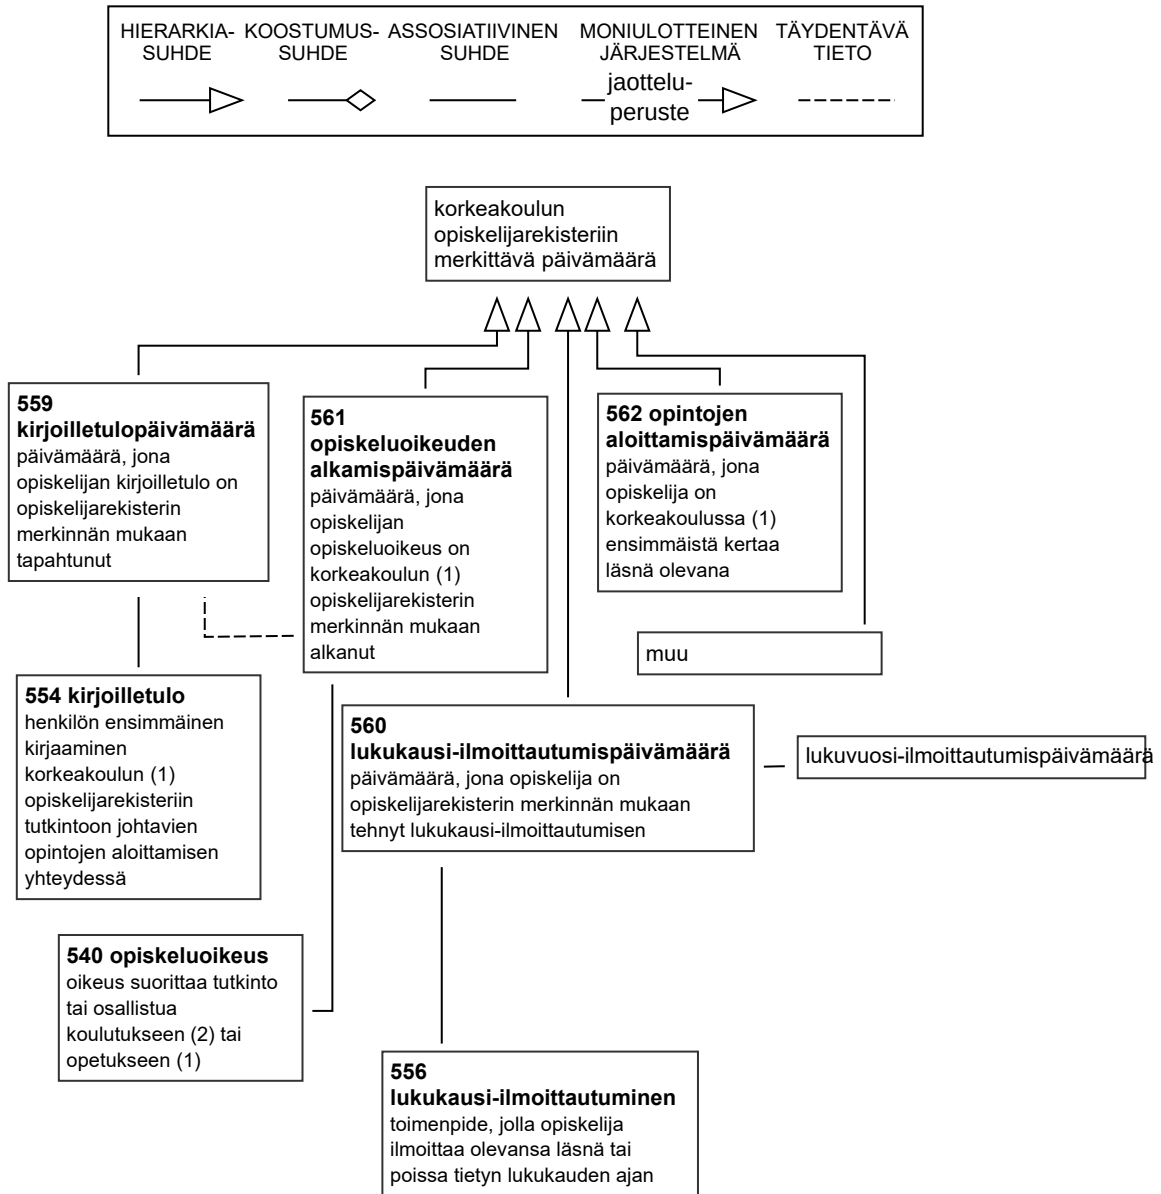 HIERARKIA-
SUHDE
KOOSTUMUS-
SUHDE
ASSOSIATIIVINEN
SUHDE
MONIULOTTEINEN
JÄRJESTELMÄ
jaottelu-
peruste
TÄYDENTÄVÄ
TIETO
korkeakoulun
opiskelijarekisteriin
merkittävä päivämäärä
559
kirjoilletulopäivämäärä
päivämäärä, jona
opiskelijan kirjoilletulo on
opiskelijarekisterin
merkinnän mukaan
tapahtunut
561
opiskeluoikeuden
alkamispäivämäärä
päivämäärä, jona
opiskelijan
opiskeluoikeus on
korkeakoulun (1)
opiskelijarekisterin
merkinnän mukaan
alkanut
562 opintojen
aloittamispäivämäärä
päivämäärä, jona
opiskelija on
korkeakoulussa (1)
ensimmäistä kertaa
läsnä olevana
muu
554 kirjoilletulo
henkilön ensimmäinen
kirjaaminen
korkeakoulun (1)
opiskelijarekisteriin
tutkintoon johtavien
opintojen aloittamisen
yhteydessä
560
lukukausi-ilmoittautumispäivämäärä
päivämäärä, jona opiskelija on
opiskelijarekisterin merkinnän mukaan
tehnyt lukukausi-ilmoittautumisen
lukuvuosi-ilmoittautumispäivämäärä
540 opiskeluoikeus
oikeus suorittaa tutkinto
tai osallistua
koulutukseen (2) tai
opetukseen (1)
556
lukukausi-ilmoittautuminen
toimenpide, jolla opiskelija
ilmoittaa olevansa läsnä tai
poissa tietyn lukukauden ajan